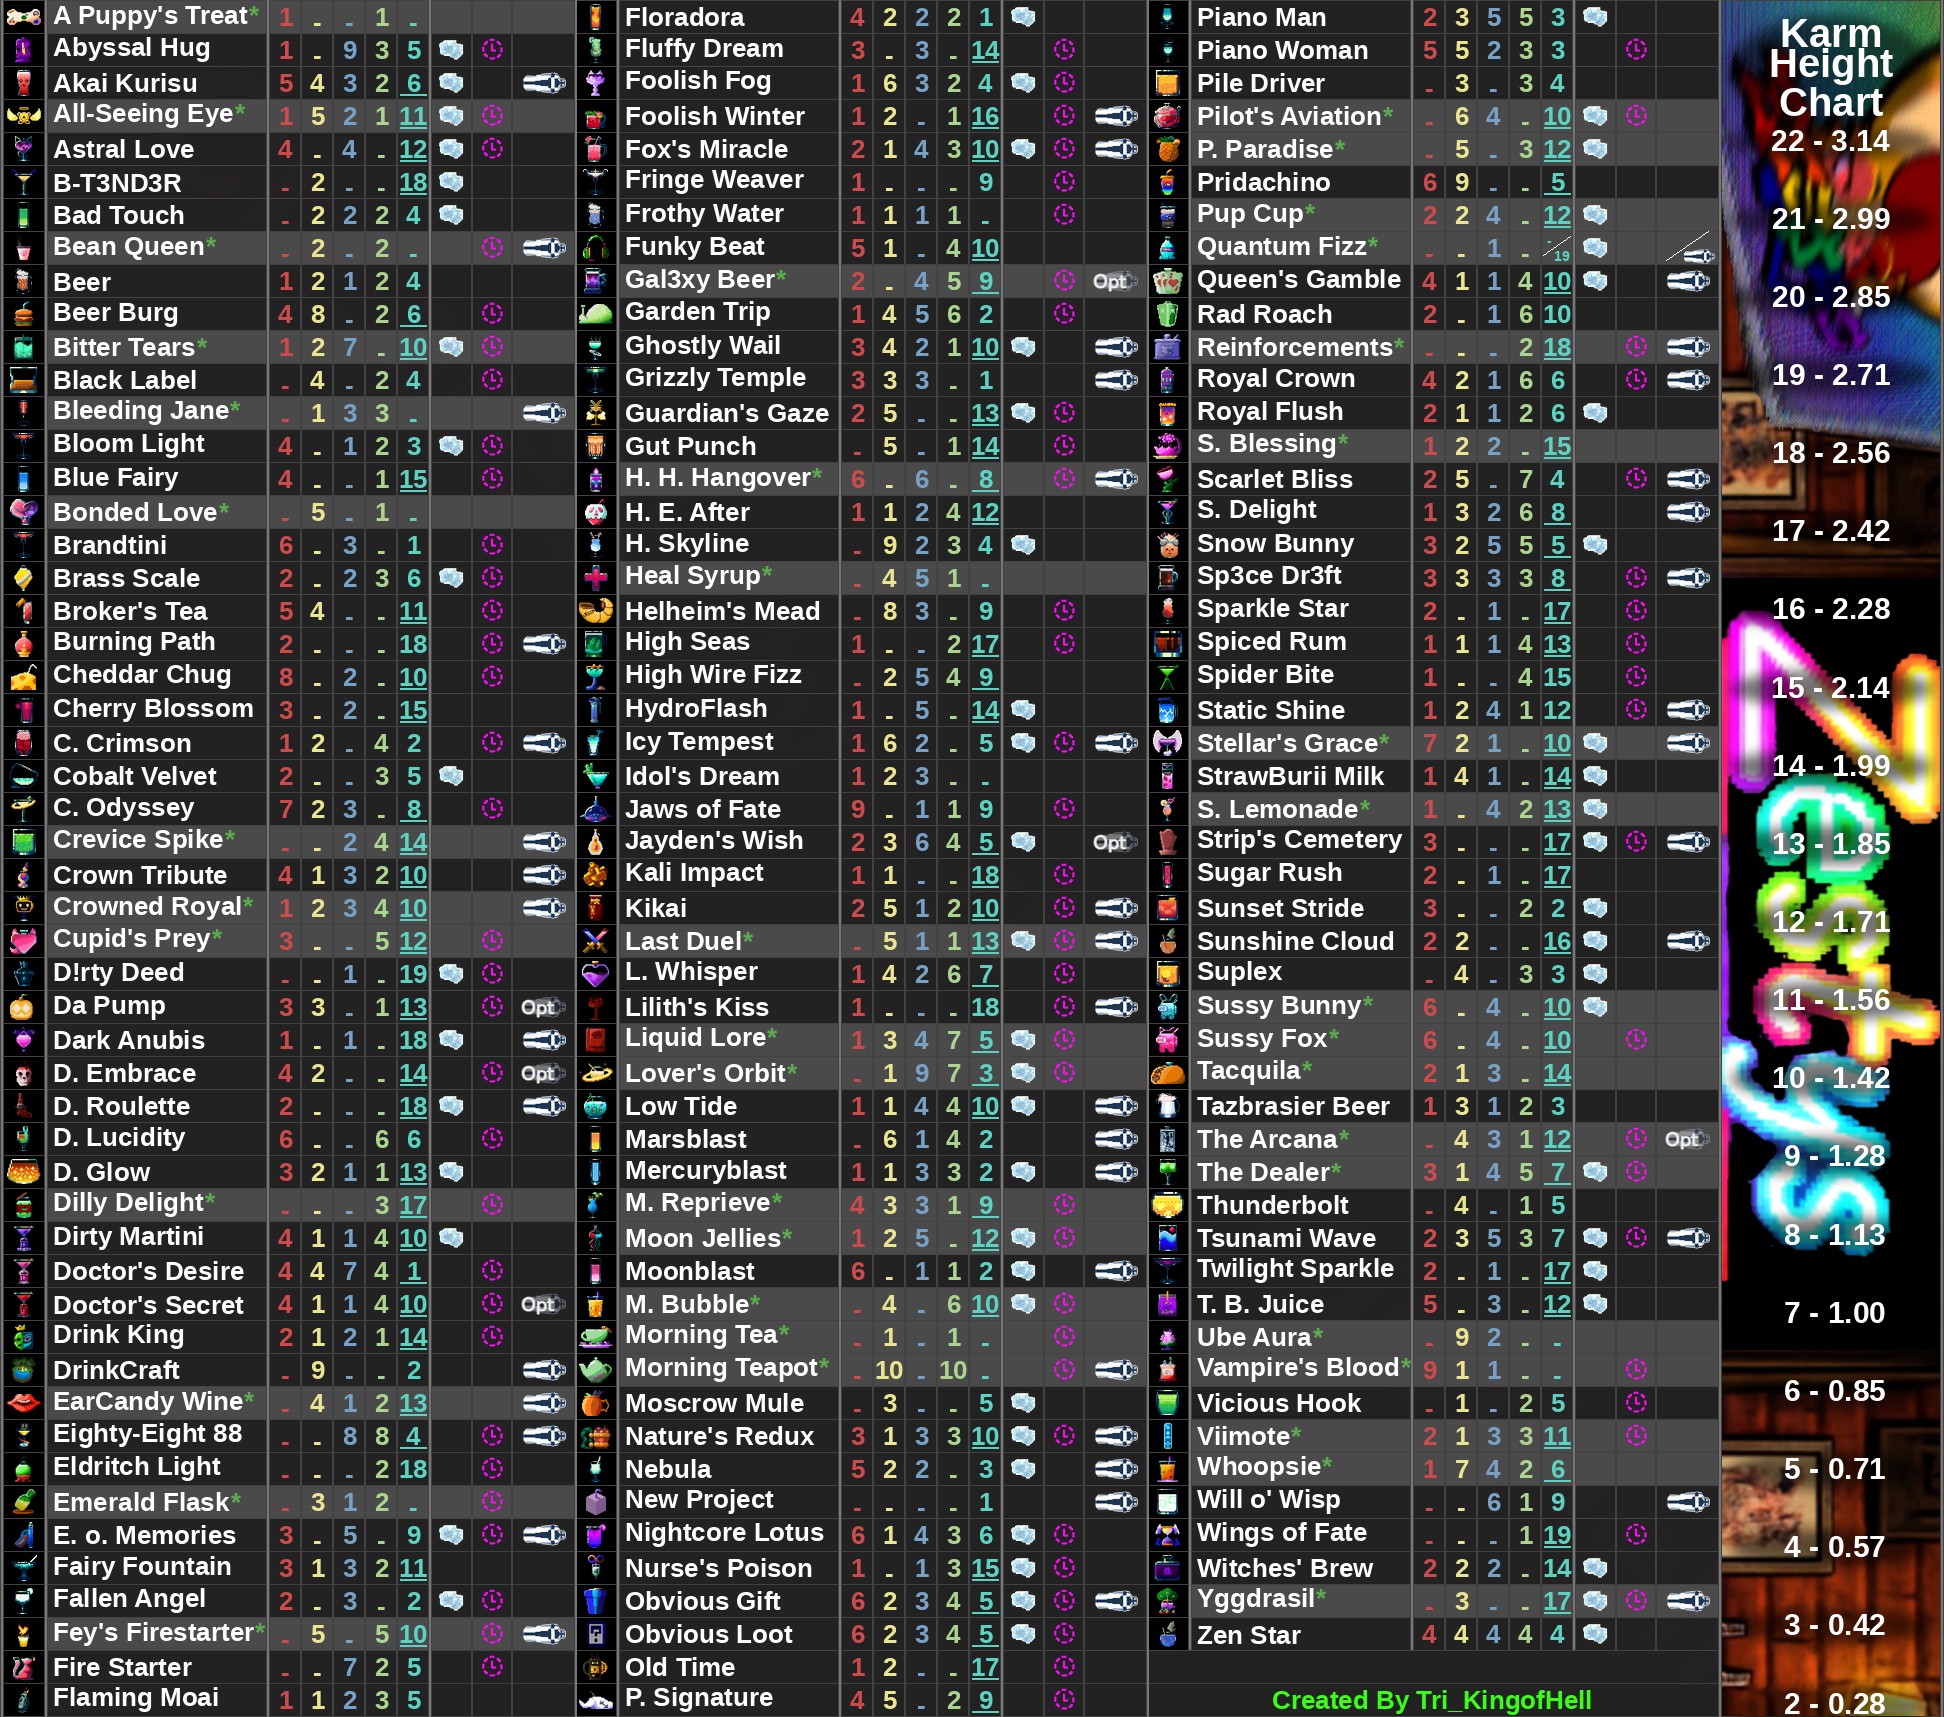 A Puppy's Treat* 1 - - 1 -
Abyssal Hug 1 - 9 3 5
Akai Kurisu 5 4 3 2 6
All-Seeing Eye* 1 5 2 1 11
Astral Love 4 - 4 - 12
B-T3ND3R - 2 - - 18
Bad Touch - 2 2 2 4
Bean Queen* - 2 - 2 -
Beer 1 2 1 2 4
Beer Burg 4 8 - 2 6
Bitter Tears* 1 2 7 - 10
Black Label - 4 - 2 4
Bleeding Jane* - 1 3 3 -
Bloom Light 4 - 1 2 3
Blue Fairy 4 - - 1 15
Bonded Love* - 5 - 1 -
Brandtini 6 - 3 - 1
Brass Scale 2 - 2 3 6
Broker's Tea 5 4 - - 11
Burning Path 2 - - - 18
Cheddar Chug 8 - 2 - 10
Cherry Blossom 3 - 2 - 15
C. Crimson 1 2 - 4 2
Cobalt Velvet 2 - - 3 5
C. Odyssey 7 2 3 - 8
Crevice Spike* - - 2 4 14
Crown Tribute 4 1 3 2 10
Crowned Royal* 1 2 3 4 10
Cupid's Prey* 3 - - 5 12
D!rty Deed - - 1 - 19
Da Pump 3 3 - 1 13 Opt
Dark Anubis 1 - 1 - 18
D. Embrace 4 2 - - 14 Opt
D. Roulette 2 - - - 18
D. Lucidity 6 - - 6 6
D. Glow 3 2 1 1 13
Dilly Delight* - - - 3 17
Dirty Martini 4 1 1 4 10
Doctor's Desire 4 4 7 4 1
Doctor's Secret 4 1 1 4 10 Opt
Drink King 2 1 2 1 14
DrinkCraft - 9 - - 2
EarCandy Wine* - 4 1 2 13
Eighty-Eight 88 - - 8 8 4
Eldritch Light - - - 2 18
Emerald Flask* - 3 1 2 -
E. o. Memories 3 - 5 - 9
Fairy Fountain 3 1 3 2 11
Fallen Angel 2 - 3 - 2
Fey's Firestarter* - 5 - 5 10
Fire Starter - - 7 2 5
Flaming Moai 1 1 2 3 5
Floradora 4 2 2 2 1
Fluffy Dream 3 - 3 - 14
Foolish Fog 1 6 3 2 4
Foolish Winter 1 2 - 1 16
Fox's Miracle 2 1 4 3 10
Fringe Weaver 1 - - - 9
Frothy Water 1 1 1 1 -
Funky Beat 5 1 - 4 10
Gal3xy Beer* 2 - 4 5 9 Opt
Garden Trip 1 4 5 6 2
Ghostly Wail 3 4 2 1 10
Grizzly Temple 3 3 3 - 1
Guardian's Gaze 2 5 - - 13
Gut Punch - 5 - 1 14
H. H. Hangover* 6 - 6 - 8
H. E. After 1 1 2 4 12
H. Skyline - 9 2 3 4
Heal Syrup* - 4 5 1 -
Helheim's Mead - 8 3 - 9
High Seas 1 - - 2 17
High Wire Fizz - 2 5 4 9
HydroFlash 1 - 5 - 14
Icy Tempest 1 6 2 - 5
Idol's Dream 1 2 3 - -
Jaws of Fate 9 - 1 1 9
Jayden's Wish 2 3 6 4 5 Opt
Kali Impact 1 1 - - 18
Kikai 2 5 1 2 10
Last Duel* - 5 1 1 13
L. Whisper 1 4 2 6 7
Lilith's Kiss 1 - - - 18
Liquid Lore* 1 3 4 7 5
Lover's Orbit* - 1 9 7 3
Low Tide 1 1 4 4 10
Marsblast - 6 1 4 2
Mercuryblast 1 1 3 3 2
M. Reprieve* 4 3 3 1 9
Moon Jellies* 1 2 5 - 12
Moonblast 6 - 1 1 2
M. Bubble* - 4 - 6 10
Morning Tea* - 1 - 1 -
Morning Teapot* - 10 - 10 -
Moscrow Mule - 3 - - 5
Nature's Redux 3 1 3 3 10
Nebula 5 2 2 - 3
New Project - - - - 1
Nightcore Lotus 6 1 4 3 6
Nurse's Poison 1 - 1 3 15
Obvious Gift 6 2 3 4 5
Obvious Loot 6 2 3 4 5
Old Time 1 2 - - 17
P. Signature 4 5 - 2 9
Piano Man 2 3 5 5 3
Piano Woman 5 5 2 3 3
Pile Driver - 3 - 3 4
Pilot's Aviation* - 6 4 - 10
P. Paradise* - 5 - 3 12
Pridachino 6 9 - - 5
Pup Cup* 2 2 4 - 12
Quantum Fizz* - - 1 - -/19
Queen's Gamble 4 1 1 4 10
Rad Roach 2 - 1 6 10
Reinforcements* - - - 2 18
Royal Crown 4 2 1 6 6
Royal Flush 2 1 1 2 6
S. Blessing* 1 2 2 - 15
Scarlet Bliss 2 5 - 7 4
S. Delight 1 3 2 6 8
Snow Bunny 3 2 5 5 5
Sp3ce Dr3ft 3 3 3 3 8
Sparkle Star 2 - 1 - 17
Spiced Rum 1 1 1 4 13
Spider Bite 1 - - 4 15
Static Shine 1 2 4 1 12
Stellar's Grace* 7 2 1 - 10
StrawBurii Milk 1 4 1 - 14
S. Lemonade* 1 - 4 2 13
Strip's Cemetery 3 - - - 17
Sugar Rush 2 - 1 - 17
Sunset Stride 3 - - 2 2
Sunshine Cloud 2 2 - - 16
Suplex - 4 - 3 3
Sussy Bunny* 6 - 4 - 10
Sussy Fox* 6 - 4 - 10
Tacquila* 2 1 3 - 14
Tazbrasier Beer 1 3 1 2 3
The Arcana* - 4 3 1 12 Opt
The Dealer* 3 1 4 5 7
Thunderbolt - 4 - 1 5
Tsunami Wave 2 3 5 3 7
Twilight Sparkle 2 - 1 - 17
T. B. Juice 5 - 3 - 12
Ube Aura* - 9 2 - -
Vampire's Blood* 9 1 1 - -
Vicious Hook - 1 - 2 5
Viimote* 2 1 3 3 11
Whoopsie* 1 7 4 2 6
Will o' Wisp - - 6 1 9
Wings of Fate - - - 1 19
Witches' Brew 2 2 2 - 14
Yggdrasil* - 3 - - 17
Zen Star 4 4 4 4 4
Created By Tri_KingofHell
Karm
Height
Chart
22 - 3.14
21 - 2.99
20 - 2.85
19 - 2.71
18 - 2.56
17 - 2.42
16 - 2.28
15 - 2.14
14 - 1.99
13 - 1.85
12 - 1.71
11 - 1.56
10 - 1.42
9 - 1.28
8 - 1.13
7 - 1.00
6 - 0.85
5 - 0.71
4 - 0.57
3 - 0.42
2 - 0.28